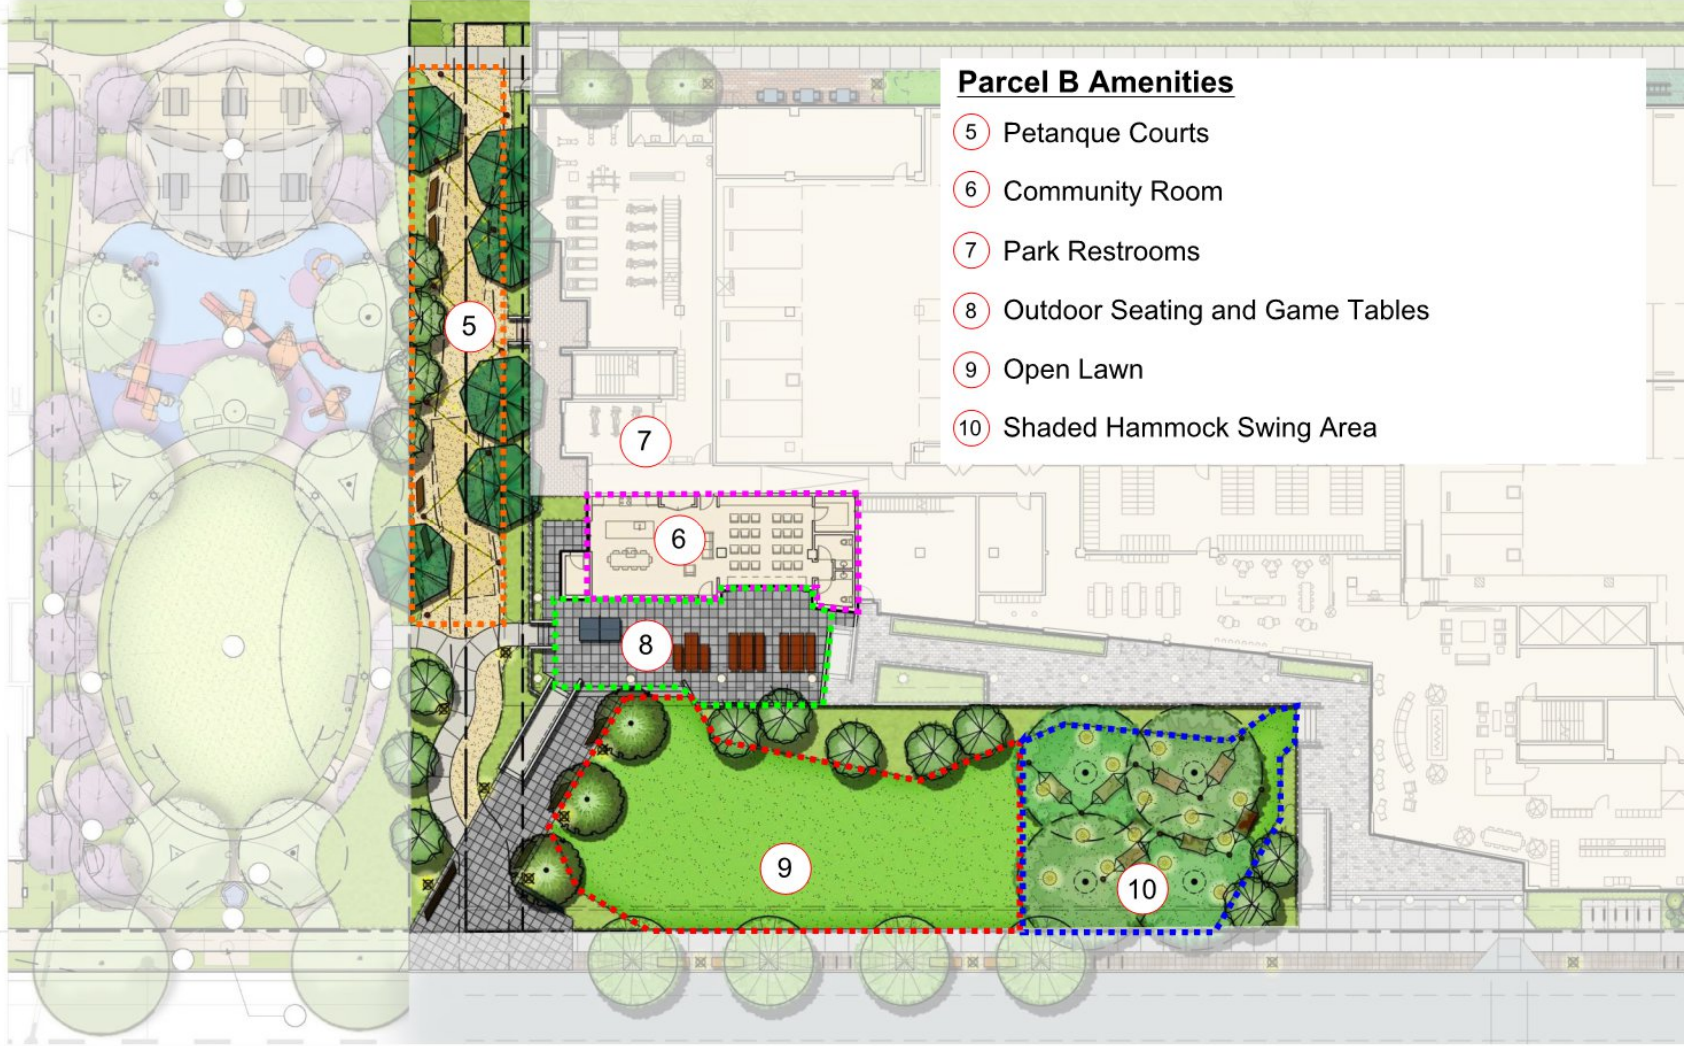 Parcel B Amenities
5 Petanque Courts
6 Community Room
7 Park Restrooms
8 Outdoor Seating and Game Tables
9 Open Lawn
10 Shaded Hammock Swing Area
5
7
6
8
9
10